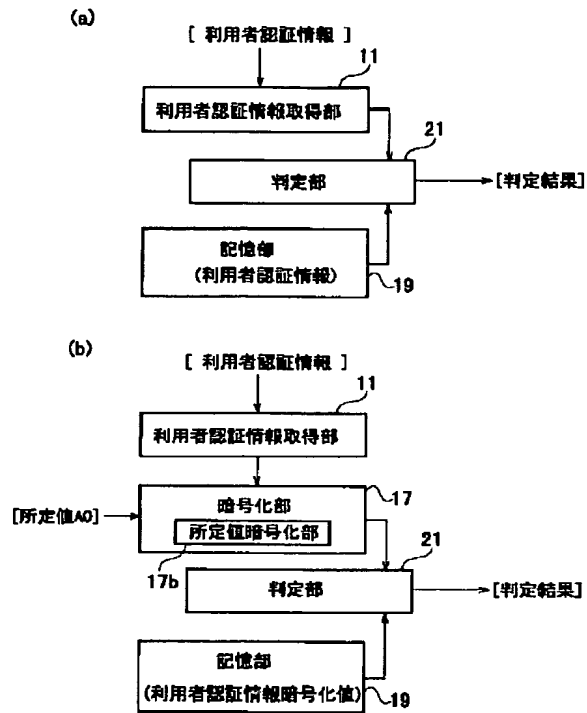 (a)
[ 利用者認証情報 ]
11
利用者認証情報取得部
21
判定部
[判定結果]
記憶部
(利用者認証情報)
19
(b)
[ 利用者認証情報 ]
11
利用者認証情報取得部
17
[所定値A0]
暗号化部
所定値暗号化部
17b
21
判定部
[判定結果]
記憶部
(利用者認証情報暗号化値)
19